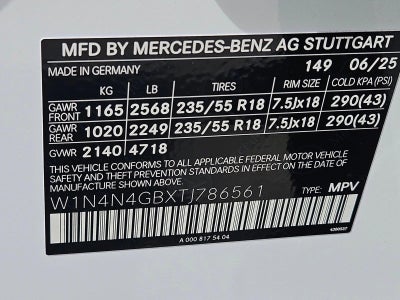 MFD BY MERCEDES-BENZ AG STUTTGART
MADE IN GERMANY 149 06/25
KG LB TIRES RIM SIZE COLD KPA (PSI)
GAWR FRONT 1165 2568 235/55 R18 7.5Jx18 290(43)
GAWR REAR 1020 2249 235/55 R18 7.5Jx18 290(43)
GVWR 2140 4718
THIS VEHICLE CONFORMS TO ALL APPLICABLE FEDERAL MOTOR VEHICLE
SAFETY, BUMPER AND THEFT PREVENTION STANDARDS IN
EFFECT ON THE DATE OF MANUFACTURE SHOWN ABOVE.
W1N4N4GBXTJ786561 TYPE: MPV
A 000 817 54 04